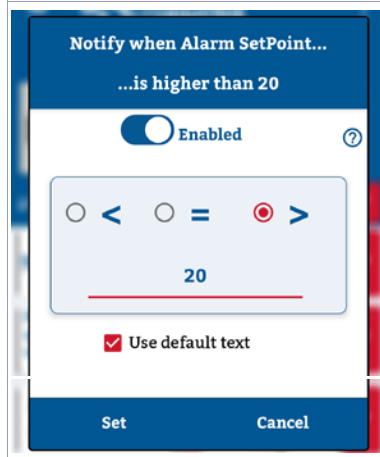 Notify when Alarm SetPoint...
...is higher than 20
Enabled
?
< = >
20
Use default text
Set Cancel